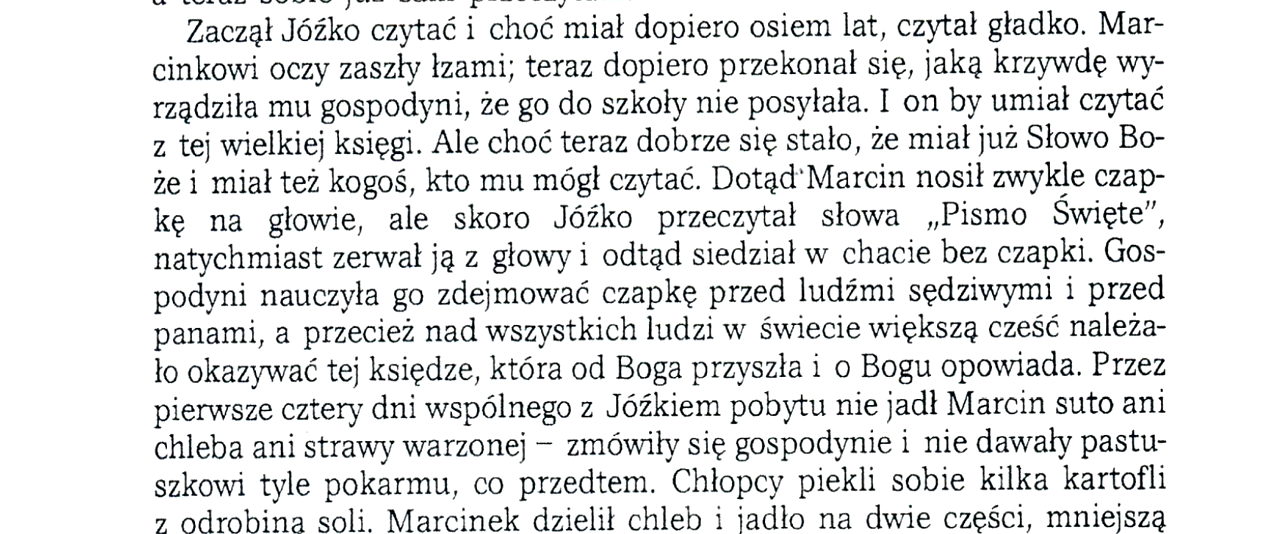 Zaczął Jóźko czytać i choć miał dopiero osiem lat, czytał gładko. Mar-
cinkowi oczy zaszły łzami; teraz dopiero przekonał się, jaką krzywdę wy-
rządziła mu gospodyni, że go do szkoły nie posyłała. I on by umiał czytać
z tej wielkiej księgi. Ale choć teraz dobrze się stało, że miał już Słowo Bo-
że i miał też kogoś, kto mu mógł czytać. Dotąd Marcin nosił zwykle czap-
kę na głowie, ale skoro Jóźko przeczytał słowa „Pismo Święte”,
natychmiast zerwał ją z głowy i odtąd siedział w chacie bez czapki. Gos-
podyni nauczyła go zdejmować czapkę przed ludźmi sędziwymi i przed
panami, a przecież nad wszystkich ludzi w świecie większą cześć należa-
ło okazywać tej księdze, która od Boga przyszła i o Bogu opowiada. Przez
pierwsze cztery dni wspólnego z Jóźkiem pobytu nie jadł Marcin suto ani
chleba ani strawy warzonej – zmówiły się gospodynie i nie dawały pastu-
szkowi tyle pokarmu, co przedtem. Chłopcy piekli sobie kilka kartofli
z odrobiną soli. Marcinek dzielił chleb i jadło na dwie części, mniejszą